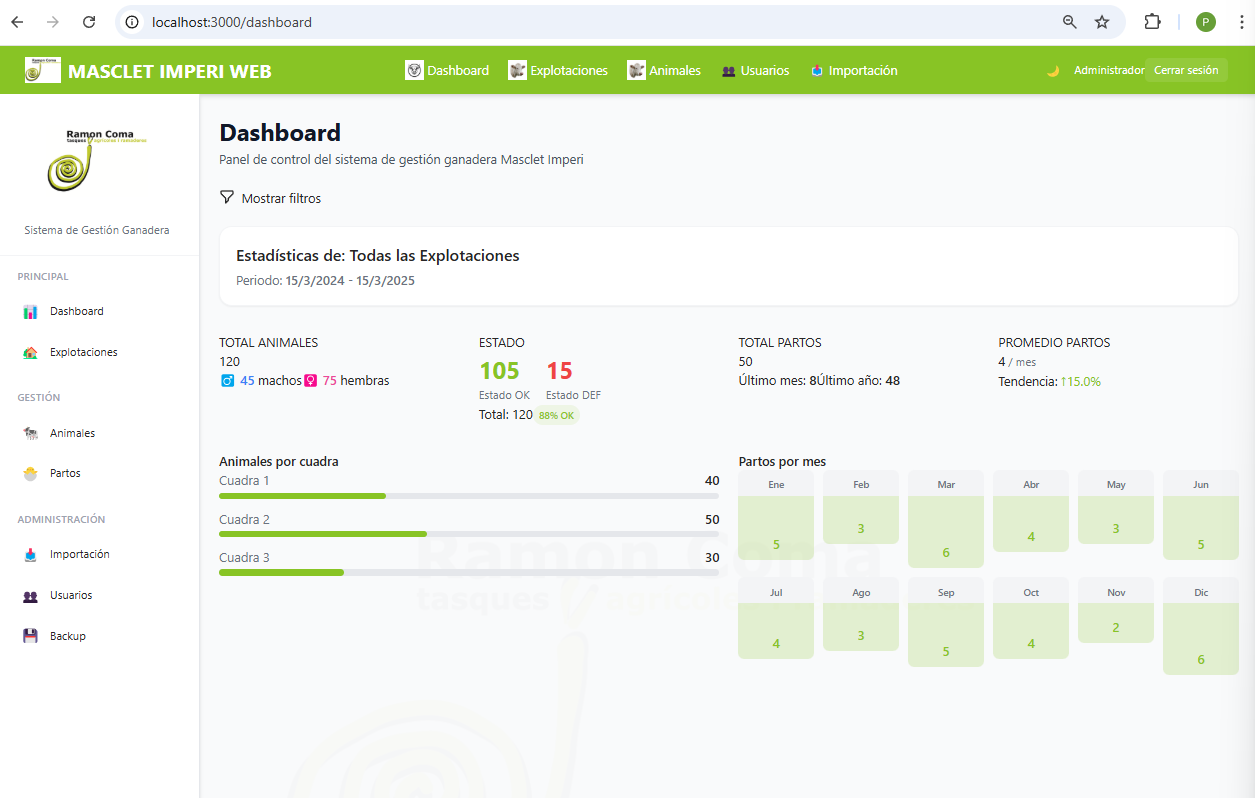 localhost:3000/dashboard
P
Ramon Coma
MASCLET IMPERI WEB
Dashboard
Explotaciones
Animales
Usuarios
Importación
Administrador
Cerrar sesión
Ramon Coma
tasques agrícoles i ramaderes
Sistema de Gestión Ganadera
PRINCIPAL
Dashboard
Explotaciones
GESTIÓN
Animales
Partos
ADMINISTRACIÓN
Importación
Usuarios
Backup
Dashboard
Panel de control del sistema de gestión ganadera Masclet Imperi
Mostrar filtros
Estadísticas de: Todas las Explotaciones
Periodo: 15/3/2024 - 15/3/2025
TOTAL ANIMALES
120
45 machos 75 hembras
ESTADO
105 15
Estado OK Estado DEF
Total: 120 88% OK
TOTAL PARTOS
50
Último mes: 8Último año: 48
PROMEDIO PARTOS
4 / mes
Tendencia: ↑15.0%
Animales por cuadra
Cuadra 1 40
Cuadra 2 50
Cuadra 3 30
Partos por mes
Ene Feb Mar Abr May Jun
5 3 6 4 3 5
Jul Ago Sep Oct Nov Dic
4 3 5 4 2 6
Ramon Coma
tasques agrícoles